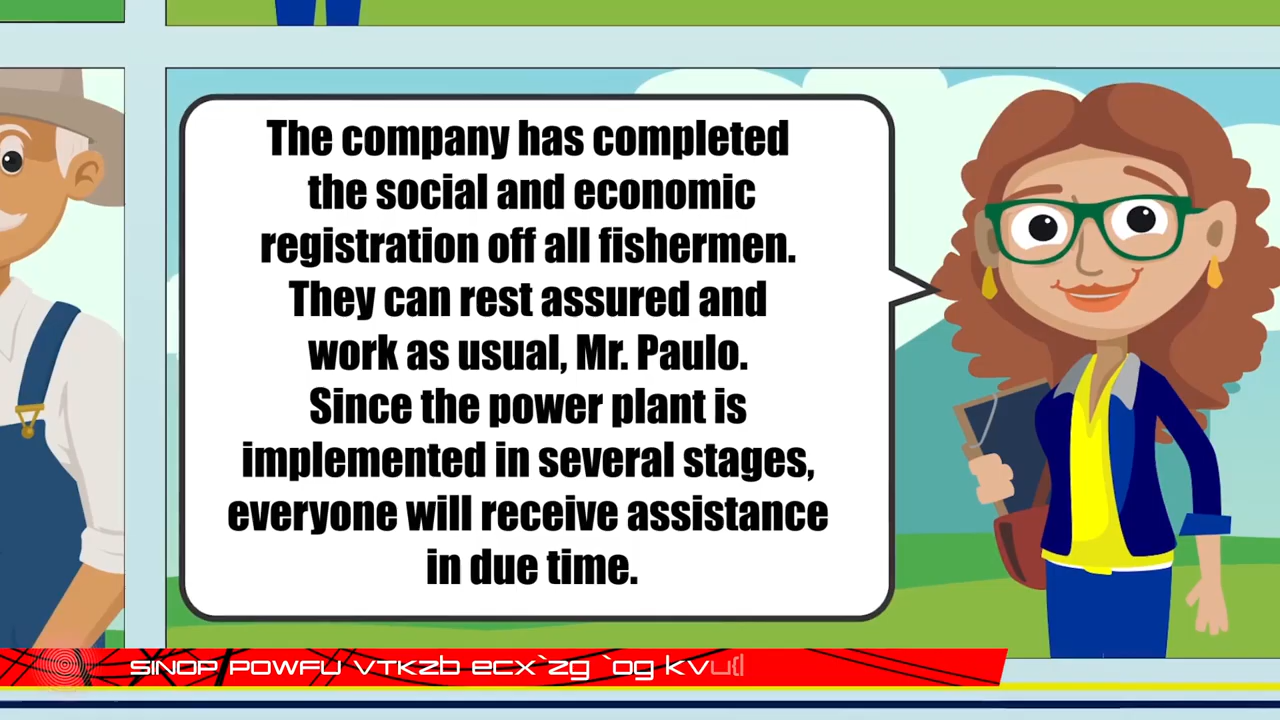 The company has completed
the social and economic
registration off all fishermen.
They can rest assured and
work as usual, Mr. Paulo.
Since the power plant is
implemented in several stages,
everyone will receive assistance
in due time.
SINOP POWFU